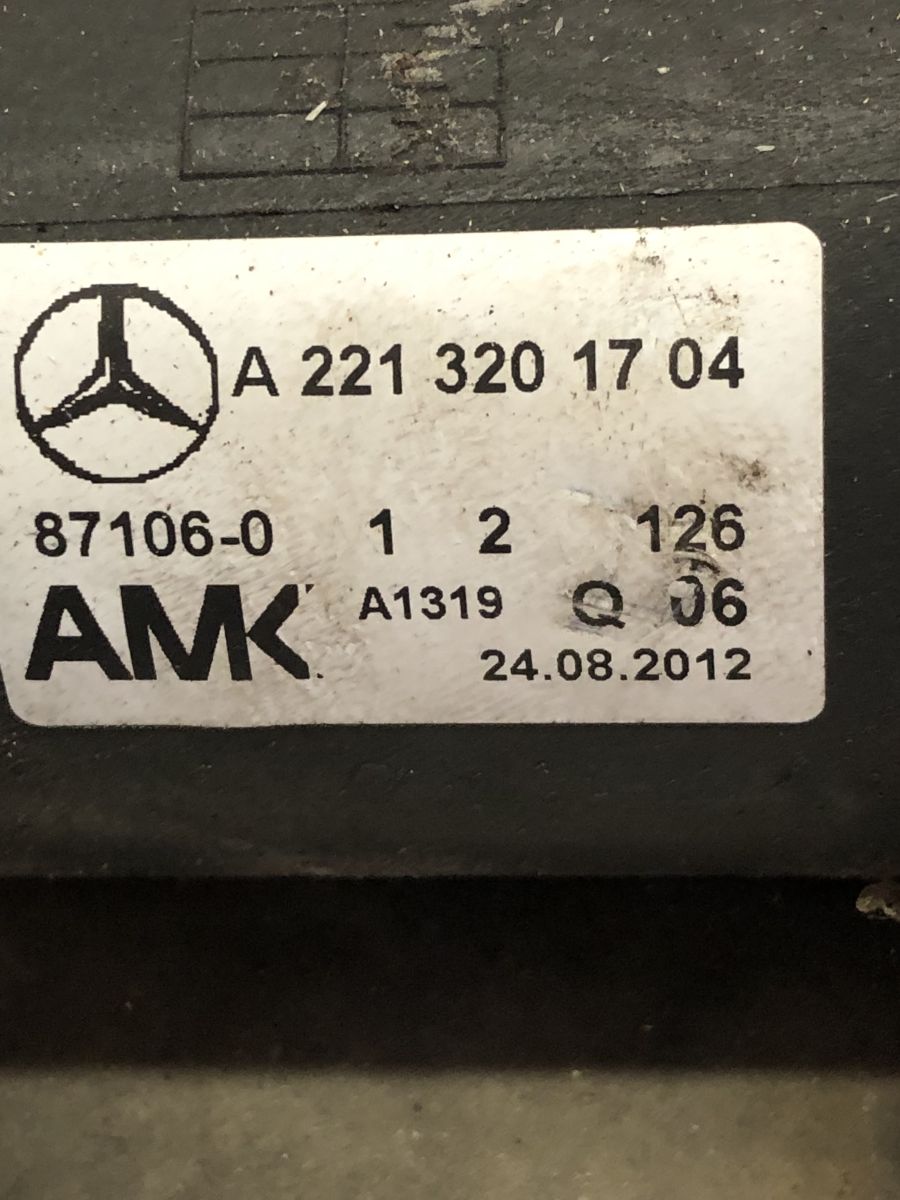 A 221 320 17 04
87106-0 1 2 126
AMK A1319 Q 06
24.08.2012